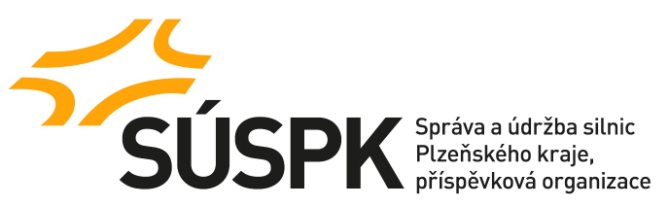 SÚSPK
Správa a údržba silnic
Plzeňského kraje,
příspěvková organizace